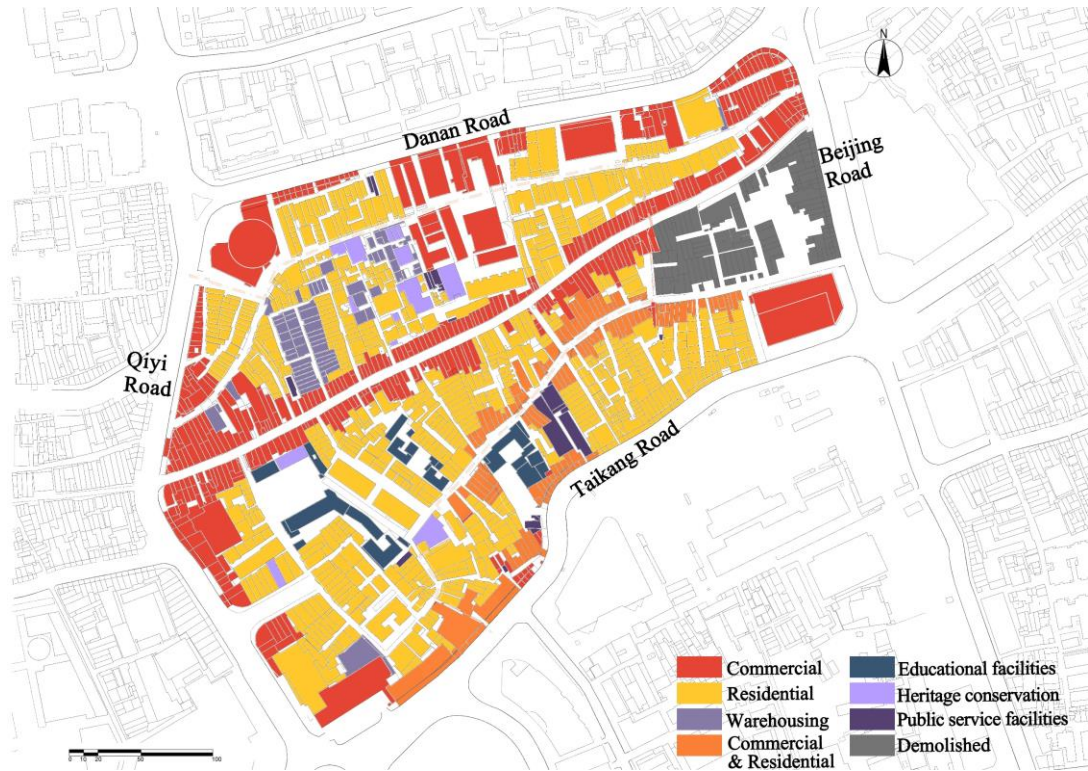 N
Danan Road
Beijing
Road
Qiyi
Road
Taikang Road
Commercial
Residential
Warehousing
Commercial
& Residential
Educational facilities
Heritage conservation
Public service facilities
Demolished
0 10 20 50 100